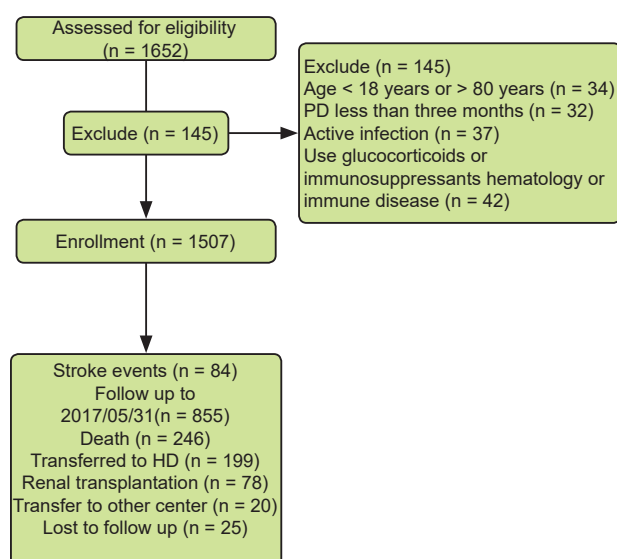 Assessed for eligibility
(n = 1652)
Exclude (n = 145)
Exclude (n = 145)
Age < 18 years or > 80 years (n = 34)
PD less than three months (n = 32)
Active infection (n = 37)
Use glucocorticoids or
immunosuppressants hematology or
immune disease (n = 42)
Enrollment (n = 1507)
Stroke events (n = 84)
Follow up to
2017/05/31(n = 855)
Death (n = 246)
Transferred to HD (n = 199)
Renal transplantation (n = 78)
Transfer to other center (n = 20)
Lost to follow up (n = 25)